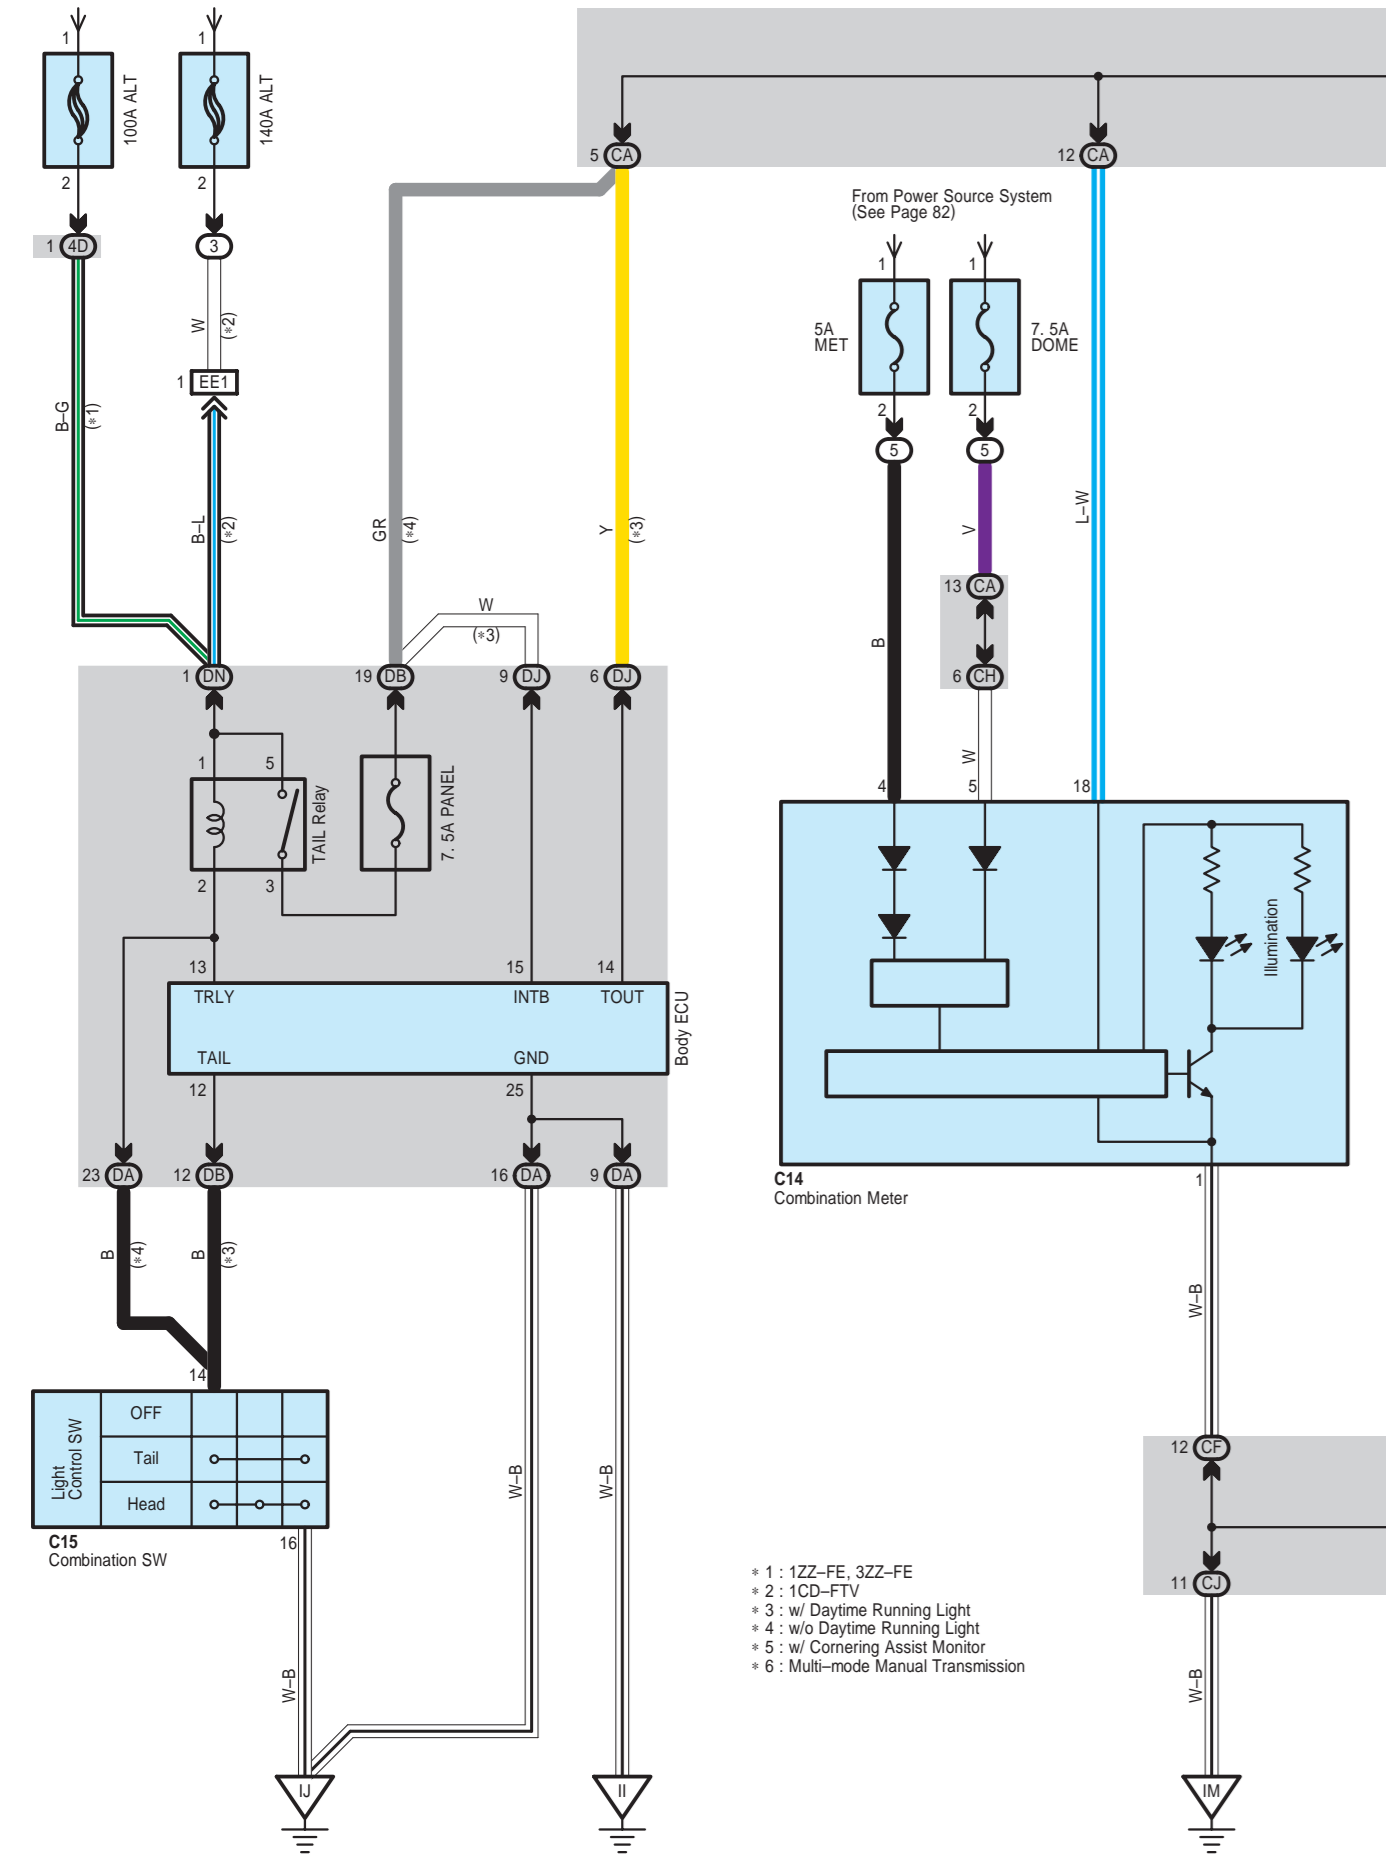 1
1
100A ALT
140A ALT
2
2
1 4D
3
5 CA
12 CA
From Power Source System
(See Page 82)
1
1
5A
MET
7. 5A
DOME
2
2
5
5
W
(*2)
1 EE1
B–G
(*1)
B–L
(*2)
GR
(*4)
Y
(*3)
L–W
V
B
13 CA
6 CH
W
W
(*3)
1 DN
19 DB
9 DJ
6 DJ
1
5
TAIL Relay
7. 5A PANEL
2
3
4
5
18
Illumination
13
15
14
TRLY
INTB
TOUT
Body ECU
TAIL
GND
12
25
23 DA
12 DB
16 DA
9 DA
C14
Combination Meter
1
B
(*4)
B
(*3)
W–B
14
Light
Control SW
OFF
Tail
Head
C15
Combination SW
16
W–B
W–B
12 CF
11 CJ
* 1 : 1ZZ–FE, 3ZZ–FE
* 2 : 1CD–FTV
* 3 : w/ Daytime Running Light
* 4 : w/o Daytime Running Light
* 5 : w/ Cornering Assist Monitor
* 6 : Multi–mode Manual Transmission
W–B
W–B
IJ
II
IM